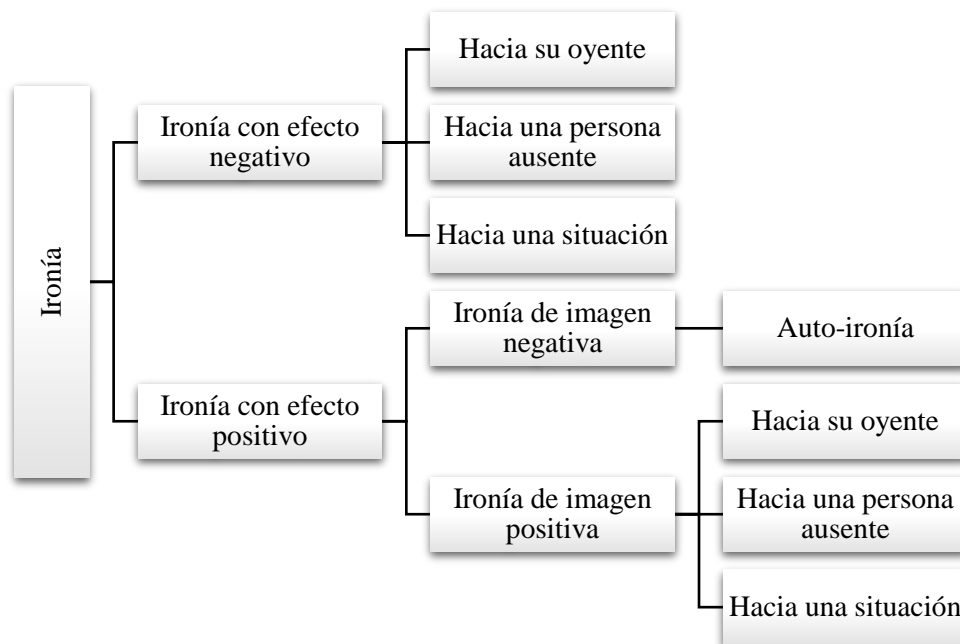 Ironía
Ironía con efecto
negativo
Hacia su oyente
Hacia una persona
ausente
Hacia una situación
Ironía con efecto
positivo
Ironía de imagen
negativa
Auto-ironía
Ironía de imagen
positiva
Hacia su oyente
Hacia una persona
ausente
Hacia una situación